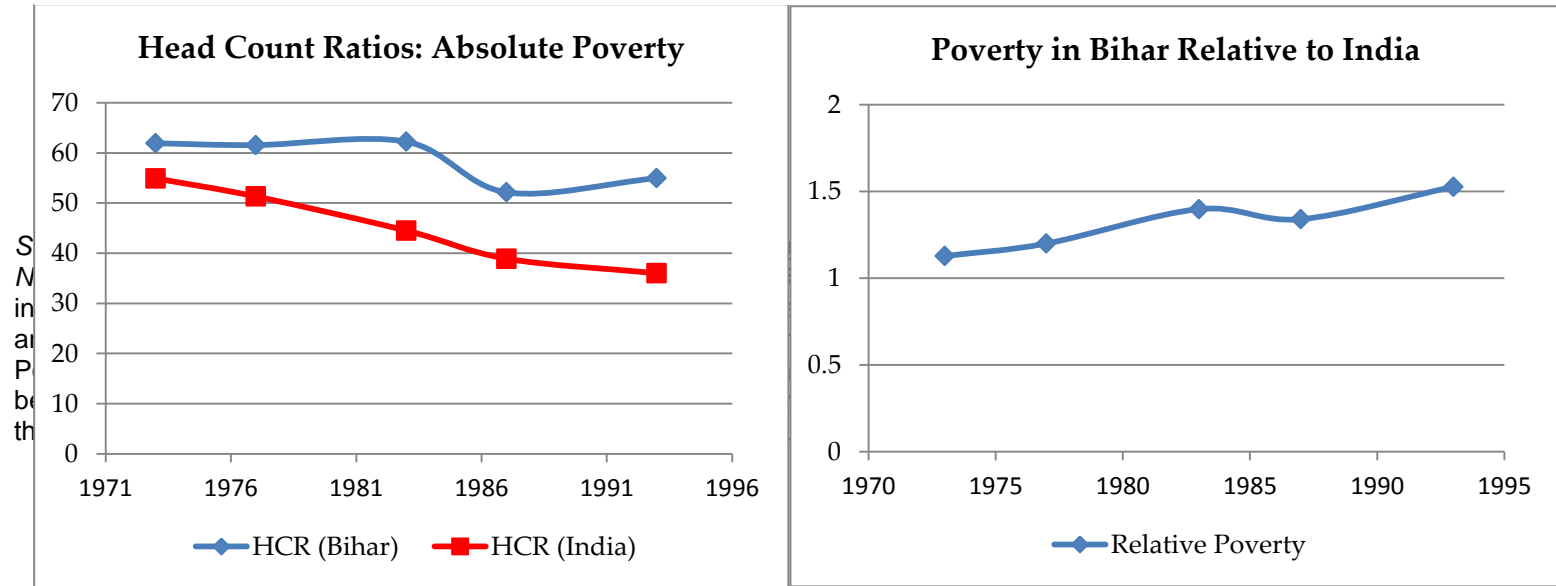 Head Count Ratios: Absolute Poverty
70
60
50
40
30
20
10
0
1971 1976 1981 1986 1991 1996
HCR (Bihar) HCR (India)
Poverty in Bihar Relative to India
2
1.5
1
0.5
0
1970 1975 1980 1985 1990 1995
Relative Poverty
in